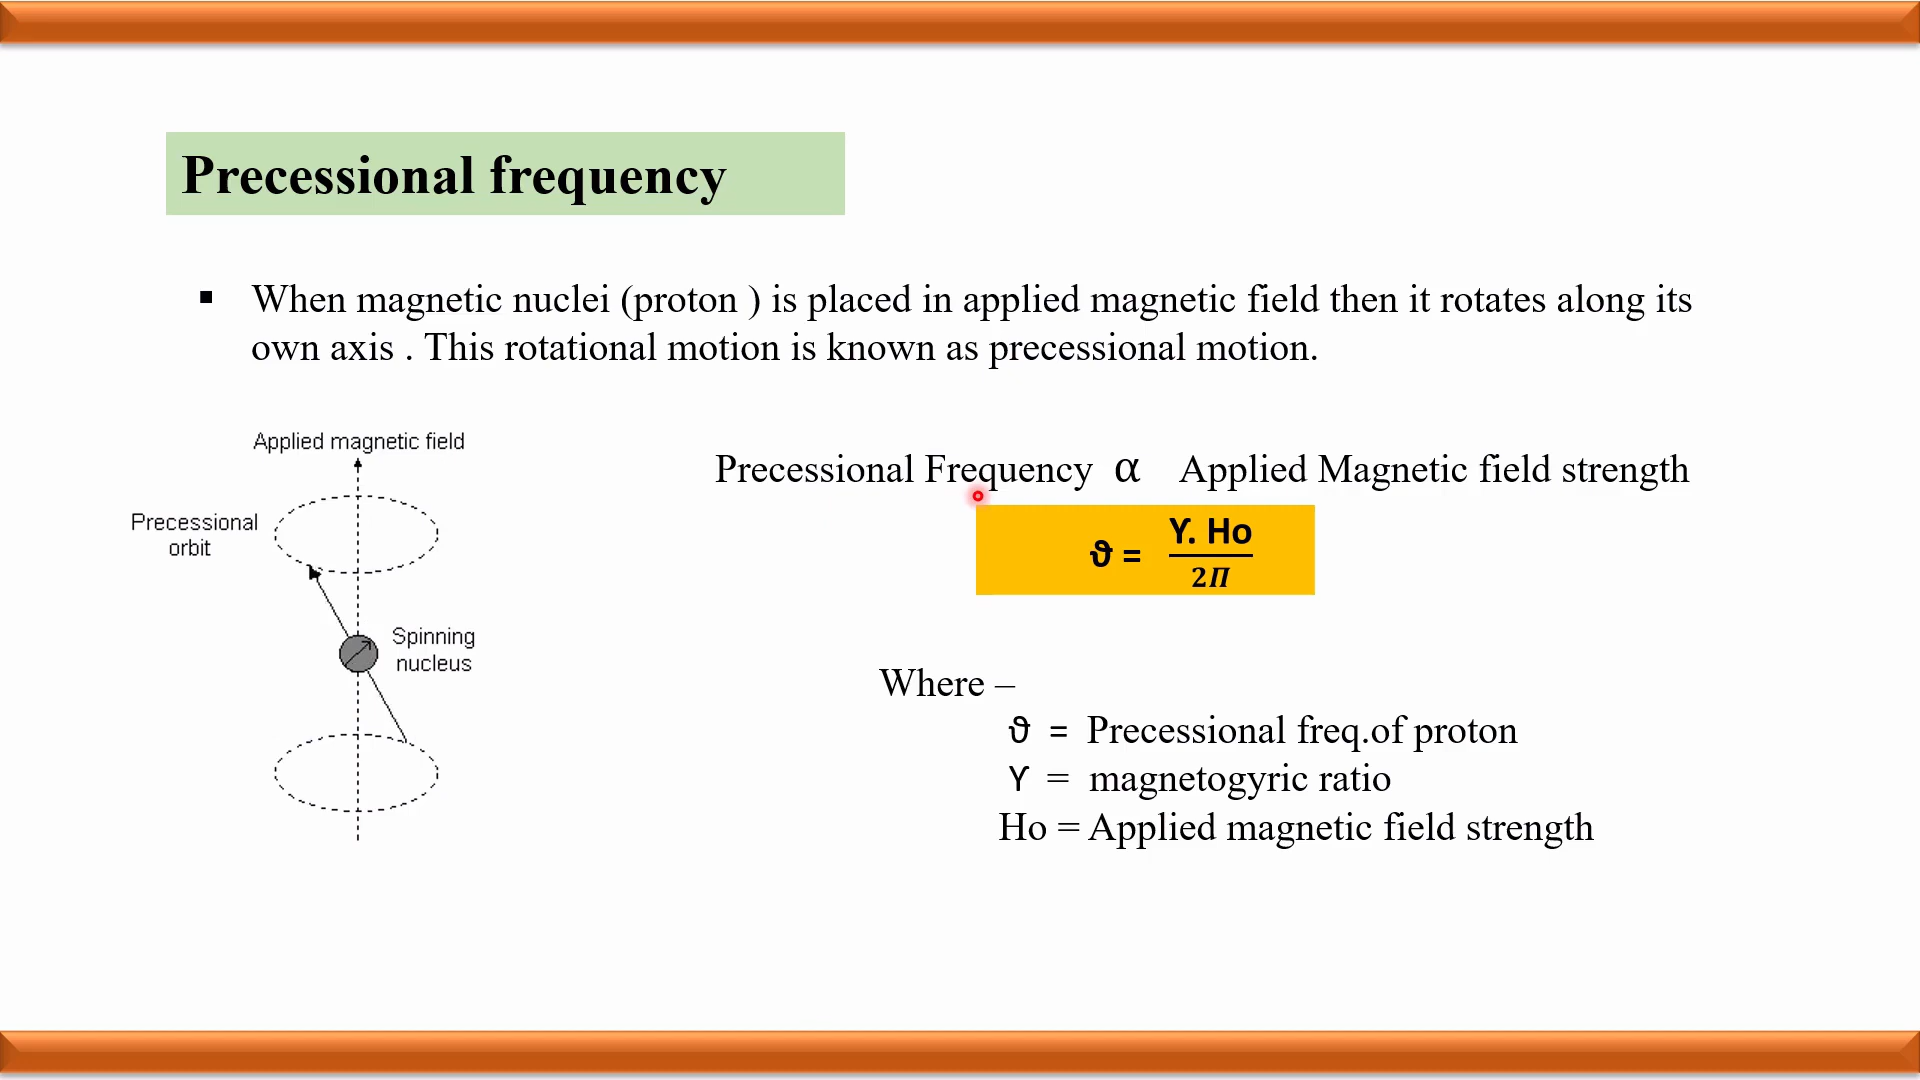 Precessional frequency
▪ When magnetic nuclei (proton ) is placed in applied magnetic field then it rotates along its
own axis . This rotational motion is known as precessional motion.
Applied magnetic field
Precessional
orbit
Spinning
nucleus
Precessional Frequency α Applied Magnetic field strength
ϑ = ϒ. Ho / 2Π
Where –
ϑ = Precessional freq.of proton
ϒ = magnetogyric ratio
Ho = Applied magnetic field strength